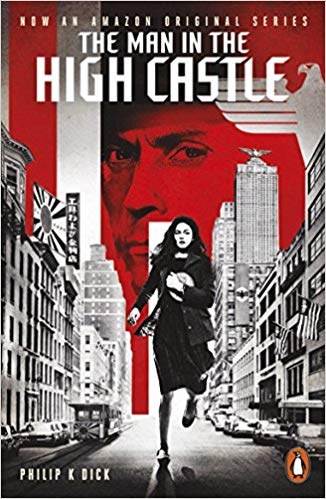 NOW AN AMAZON ORIGINAL SERIES
THE MAN IN THE
HIGH CASTLE
PHILIP K DICK